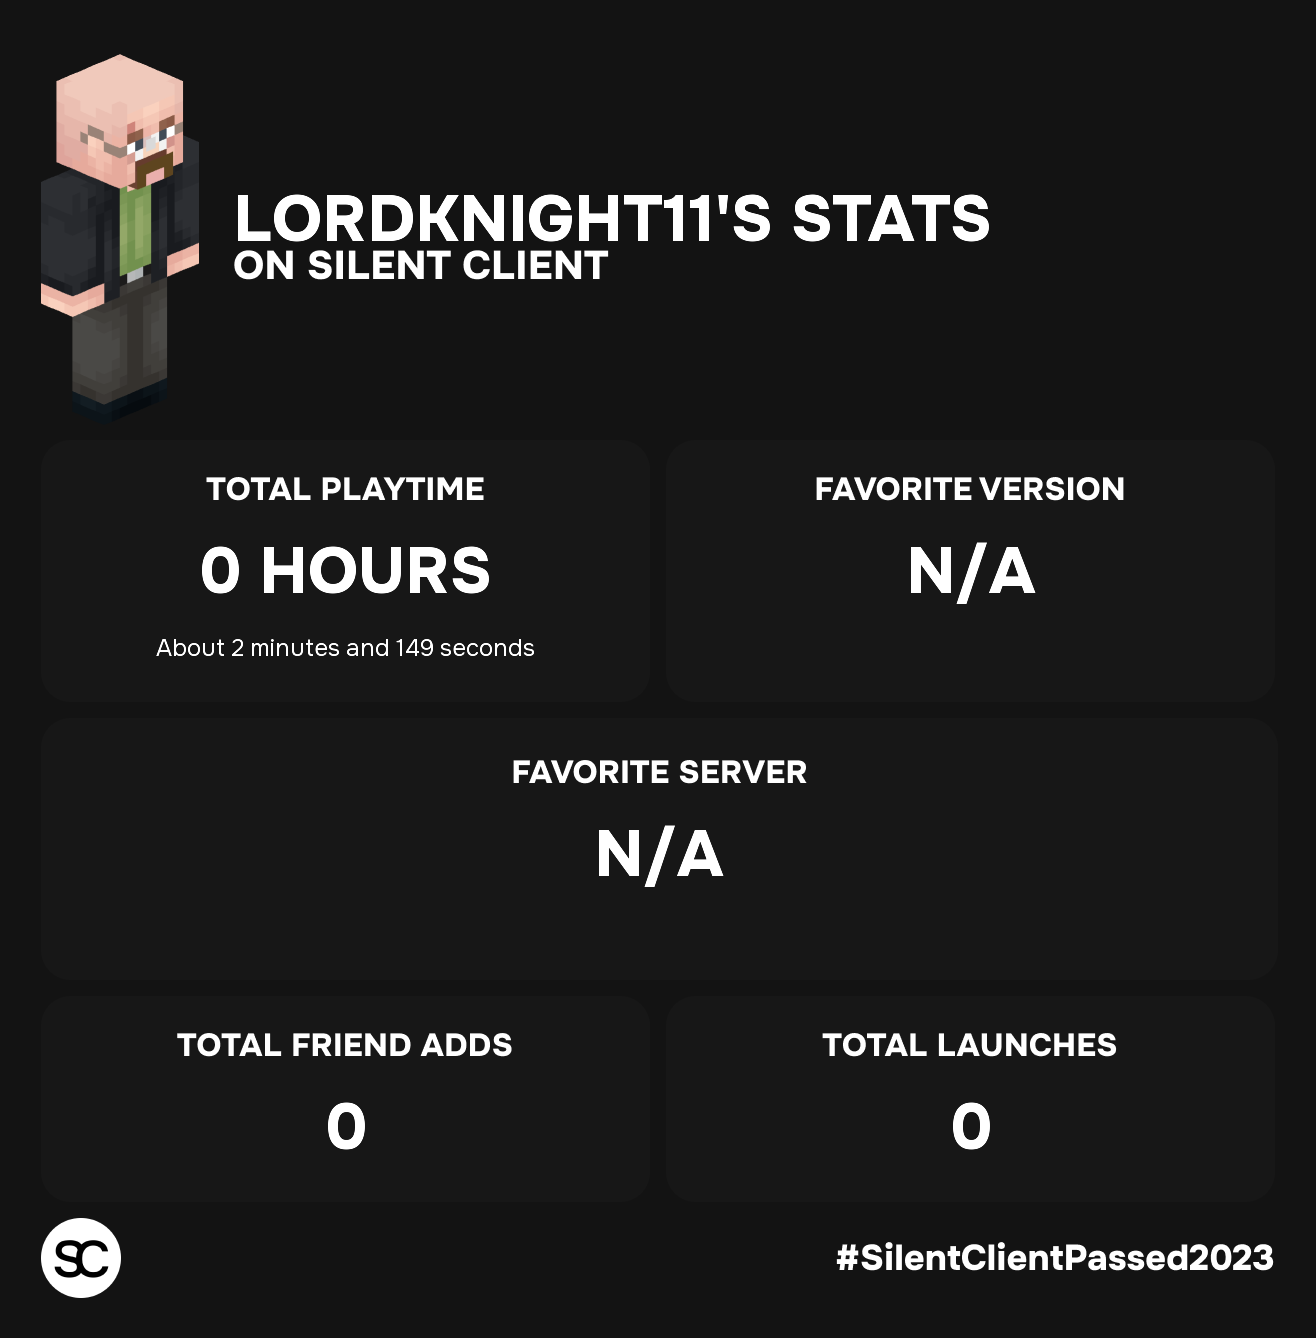 LORDKNIGHT11'S STATS
ON SILENT CLIENT
TOTAL PLAYTIME
0 HOURS
About 2 minutes and 149 seconds
FAVORITE VERSION
N/A
FAVORITE SERVER
N/A
TOTAL FRIEND ADDS
0
TOTAL LAUNCHES
0
SC
#SilentClientPassed2023